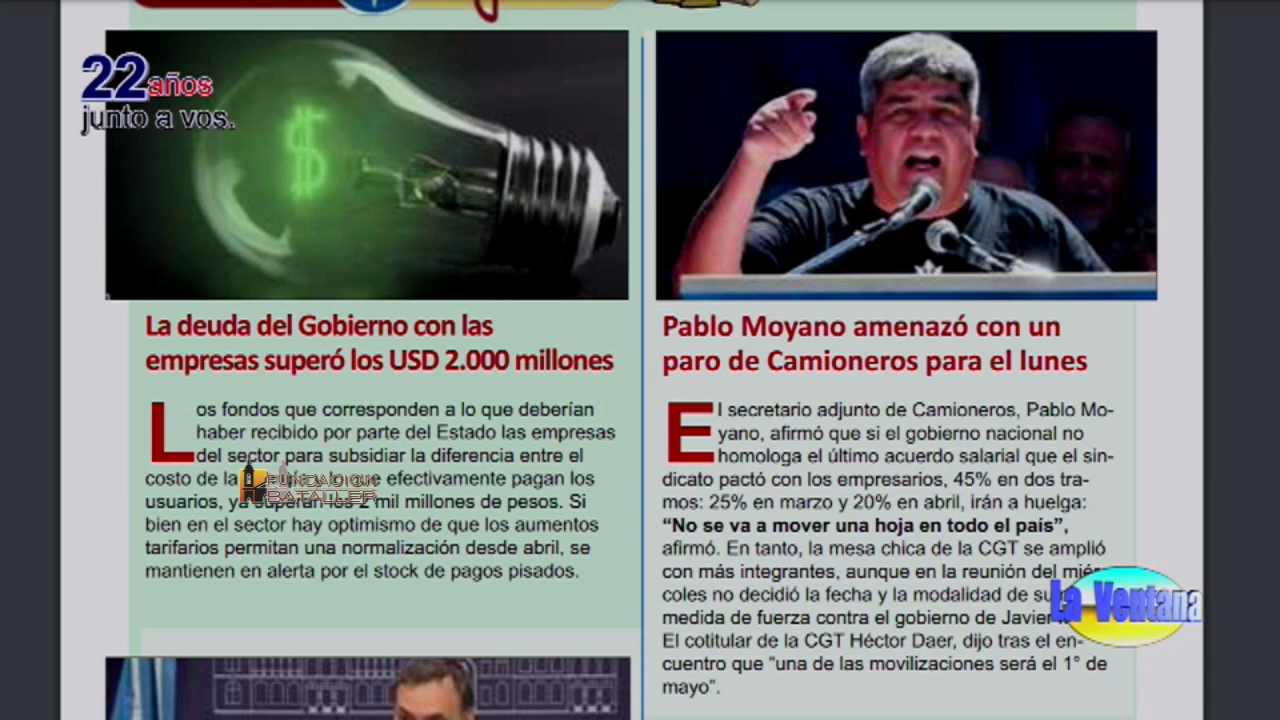 22 años
junto a vos.
La deuda del Gobierno con las
empresas superó los USD 2.000 millones
Los fondos que corresponden a lo que deberían
haber recibido por parte del Estado las empresas
del sector para subsidiar la diferencia entre el
costo de la efectivamente pagan los
usuarios, ya superan los 2 mil millones de pesos. Si
bien en el sector hay optimismo de que los aumentos
tarifarios permitan una normalización desde abril, se
mantienen en alerta por el stock de pagos pisados.
FUNDACION
BATALLER
Pablo Moyano amenazó con un
paro de Camioneros para el lunes
El secretario adjunto de Camioneros, Pablo Mo-
yano, afirmó que si el gobierno nacional no
homologa el último acuerdo salarial que el sin-
dicato pactó con los empresarios, 45% en dos tra-
mos: 25% en marzo y 20% en abril, irán a huelga:
“No se va a mover una hoja en todo el país”,
afirmó. En tanto, la mesa chica de la CGT se amplió
con más integrantes, aunque en la reunión del miér-
coles no decidió la fecha y la modalidad de su
medida de fuerza contra el gobierno de Javier
El cotitular de la CGT Héctor Daer, dijo tras el en-
cuentro que “una de las movilizaciones será el 1° de
mayo”.
La Ventana